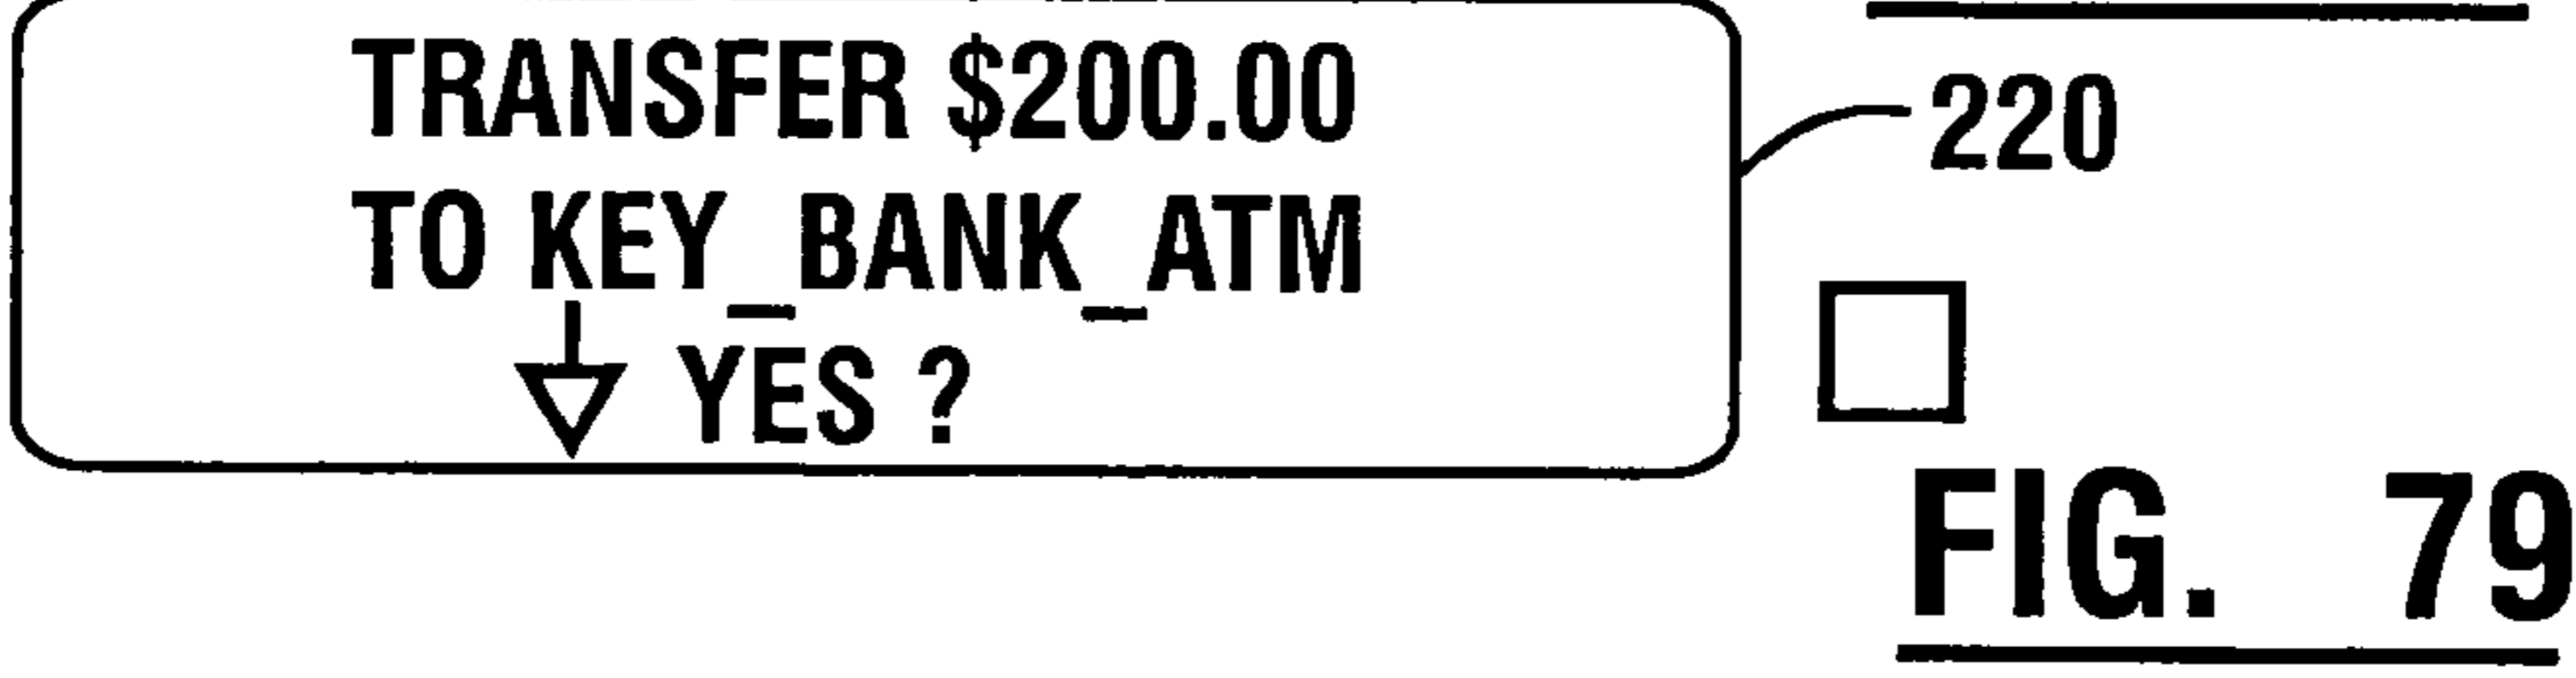 TRANSFER $200.00
TO KEY_BANK_ATM
YES ?
220
FIG. 79